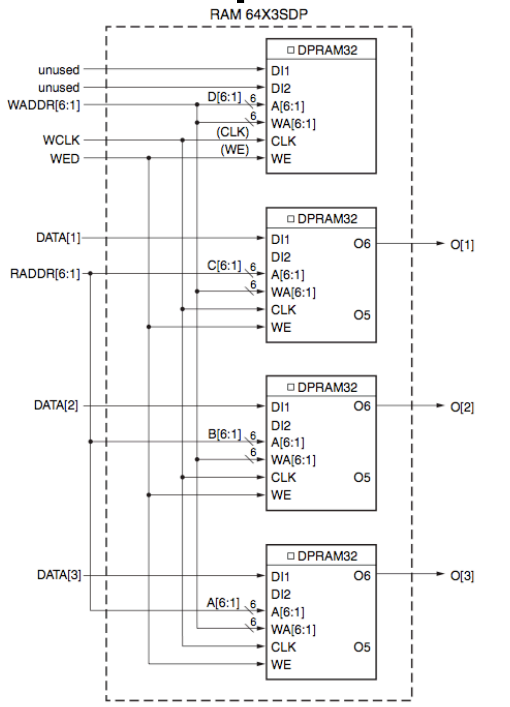 RAM 64X3SDP
DPRAM32
unused
DI1
unused
DI2
WADDR[6:1]
D[6:1]
6
A[6:1]
6
WA[6:1]
WCLK
(CLK)
CLK
WED
(WE)
WE
DPRAM32
DATA[1]
DI1
O6
O[1]
DI2
RADDR[6:1]
C[6:1]
6
A[6:1]
6
WA[6:1]
CLK
O5
WE
DPRAM32
DATA[2]
DI1
O6
O[2]
DI2
B[6:1]
6
A[6:1]
6
WA[6:1]
CLK
O5
WE
DPRAM32
DATA[3]
DI1
O6
O[3]
DI2
A[6:1]
6
A[6:1]
6
WA[6:1]
CLK
O5
WE